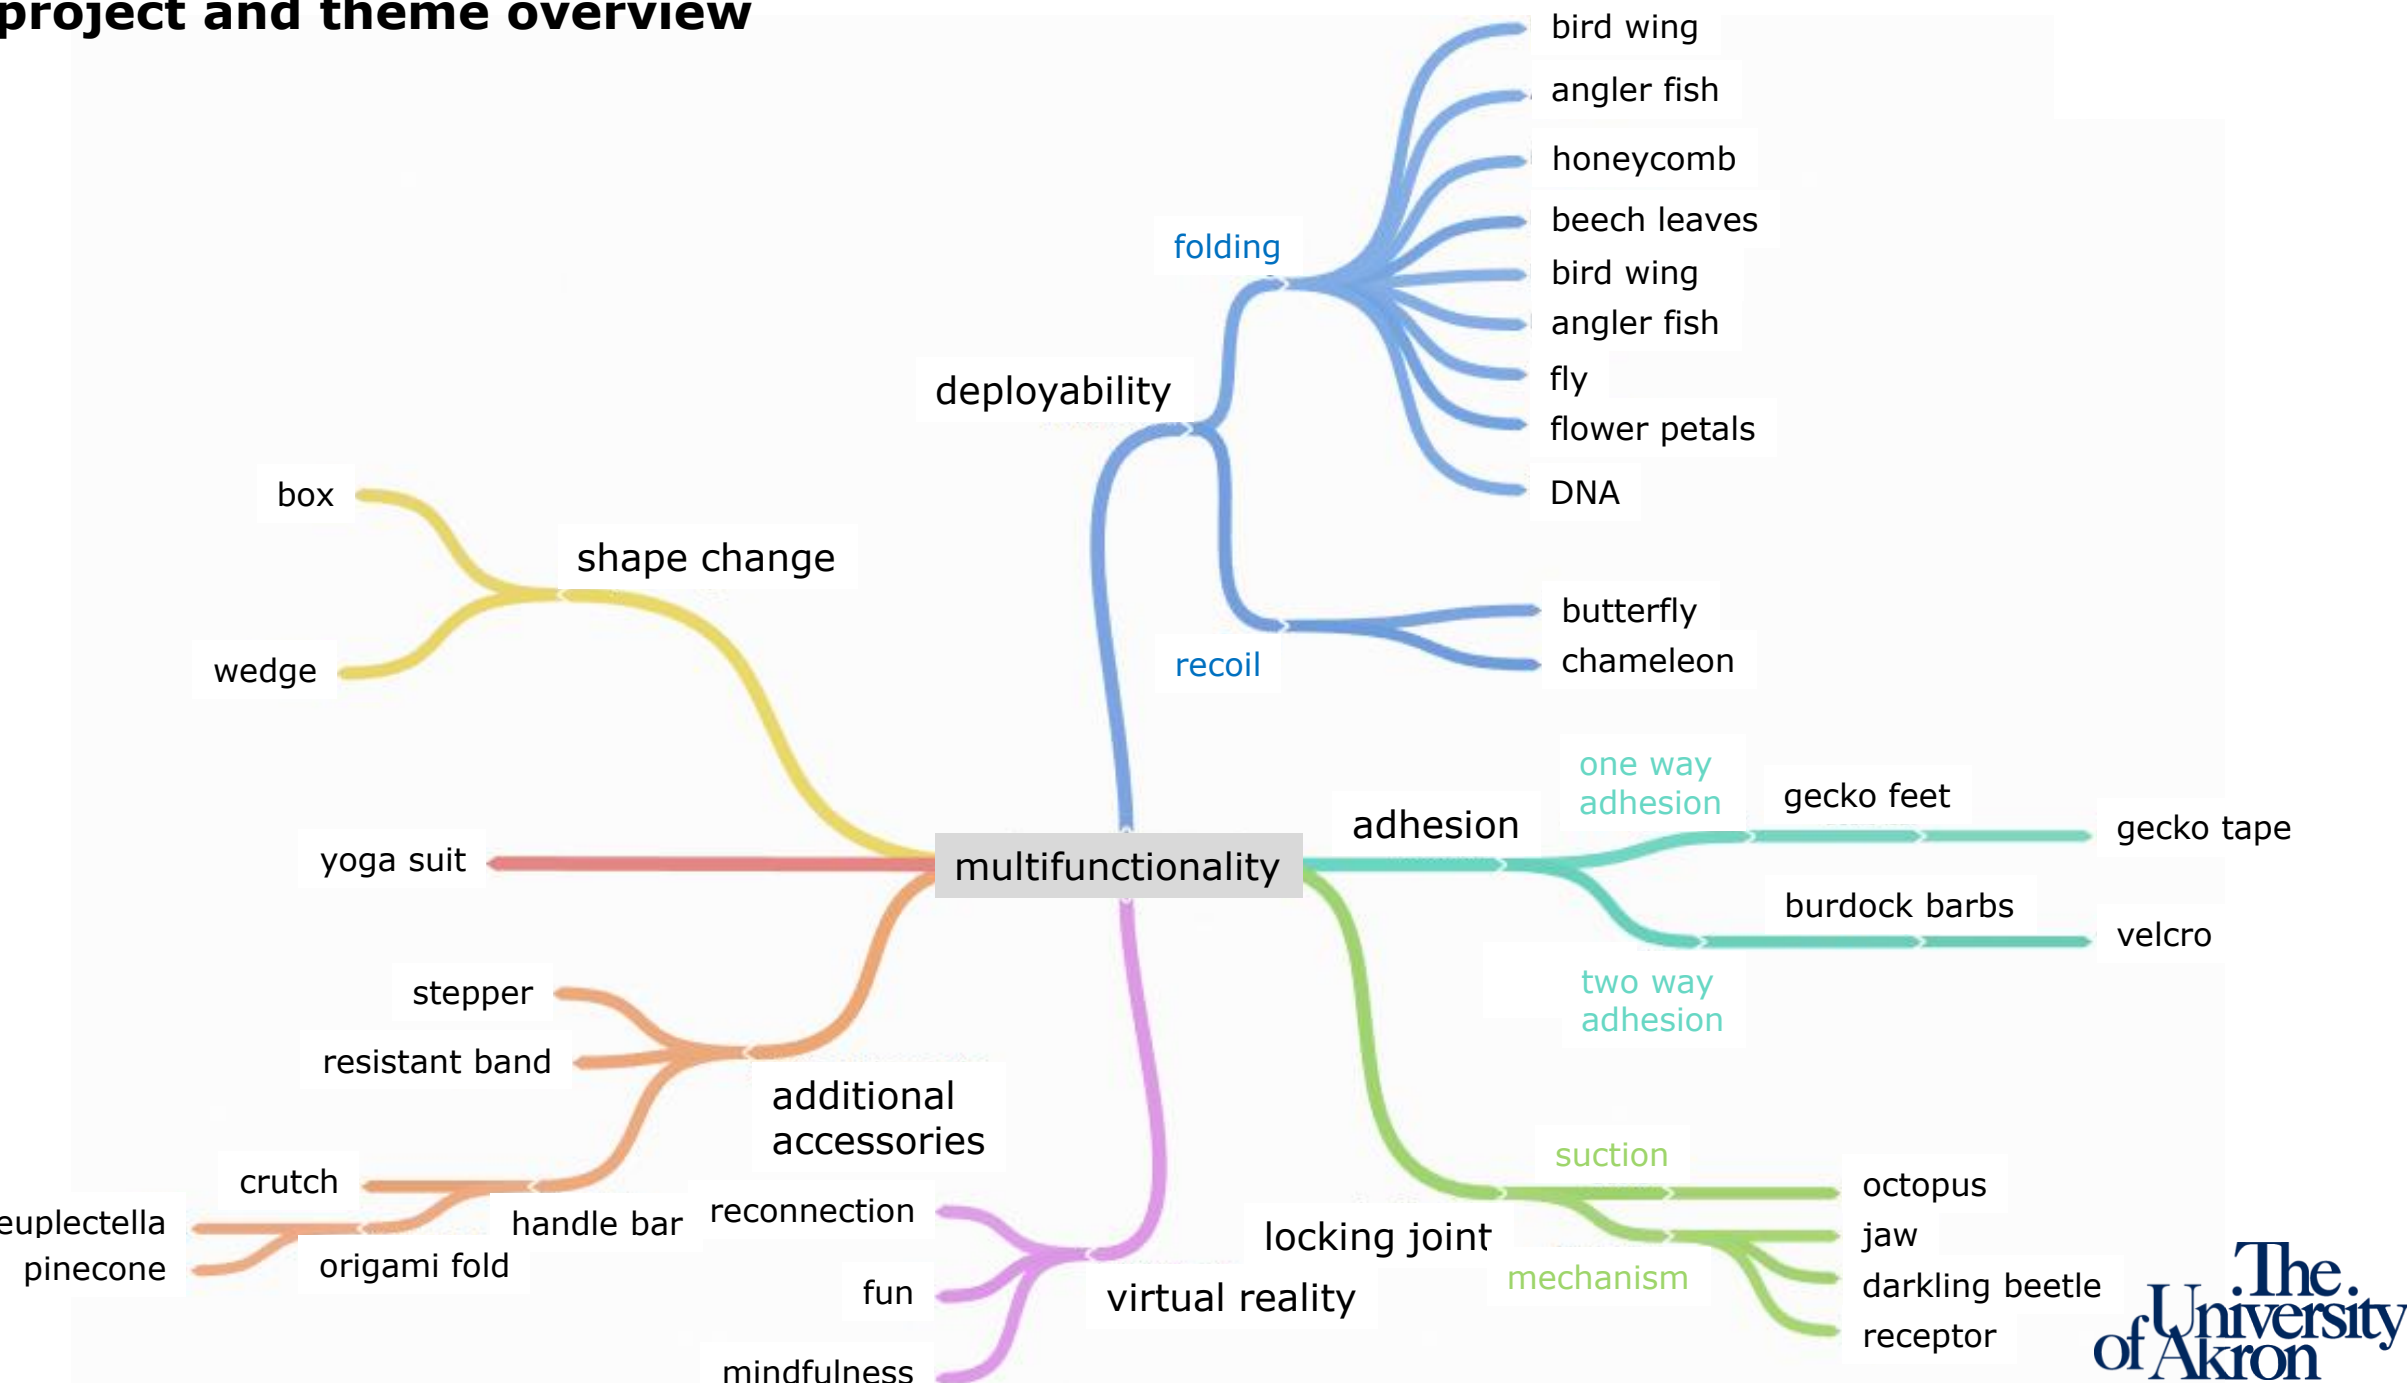 project and theme overview
bird wing
angler fish
honeycomb
beech leaves
folding
bird wing
angler fish
fly
deployability
flower petals
DNA
box
shape change
butterfly
wedge
recoil
chameleon
one way
adhesion
gecko feet
adhesion
gecko tape
yoga suit
multifunctionality
burdock barbs
velcro
two way
adhesion
stepper
resistant band
additional
accessories
suction
crutch
octopus
euplectella
handle bar
reconnection
locking joint
jaw
pinecone
origami fold
mechanism
darkling beetle
fun
virtual reality
receptor
mindfulness
The
University
of Akron